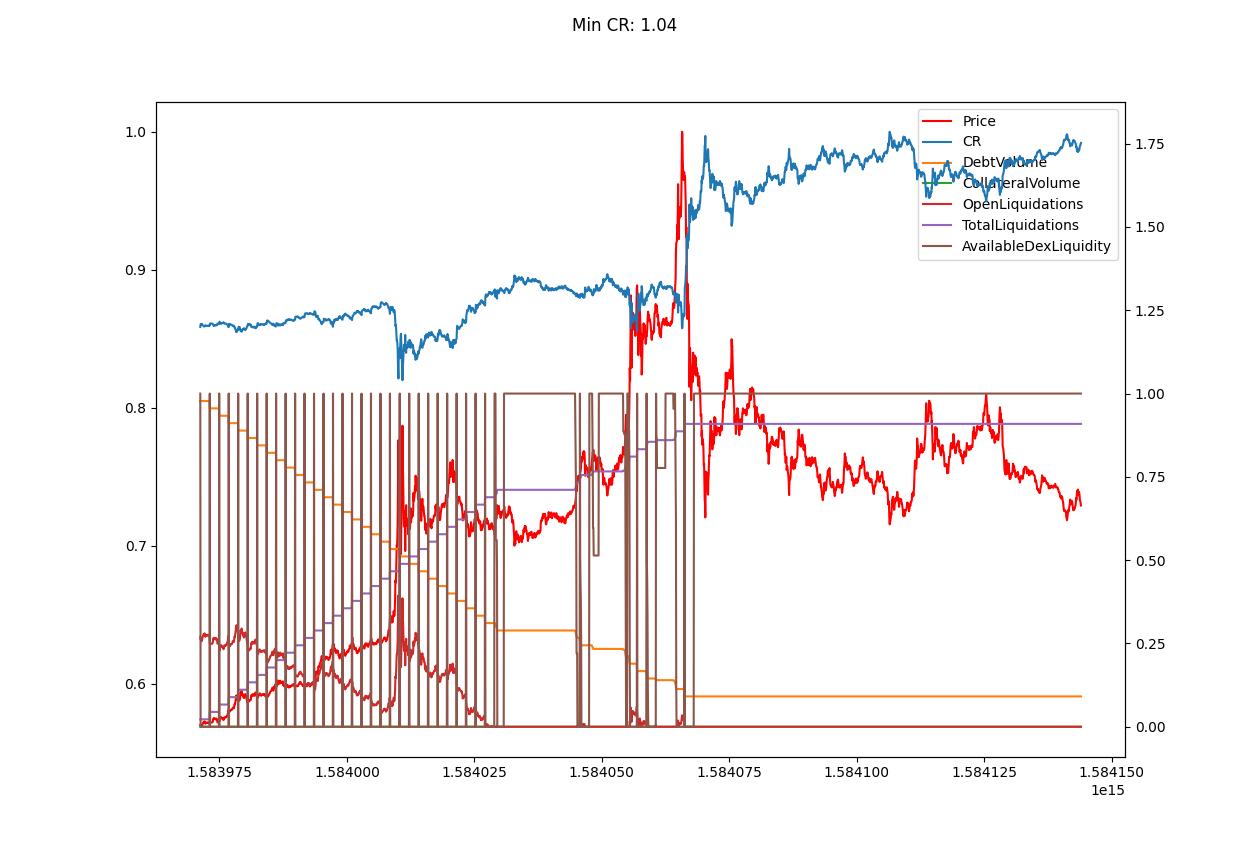 Min CR: 1.04
1.0
0.9
0.8
0.7
0.6
Price
CR
DebtVolume
CollateralVolume
OpenLiquidations
TotalLiquidations
AvailableDexLiquidity
1.75
1.50
1.25
1.00
0.75
0.50
0.25
0.00
1.583975 1.584000 1.584025 1.584050 1.584075 1.584100 1.584125 1.584150
1e15